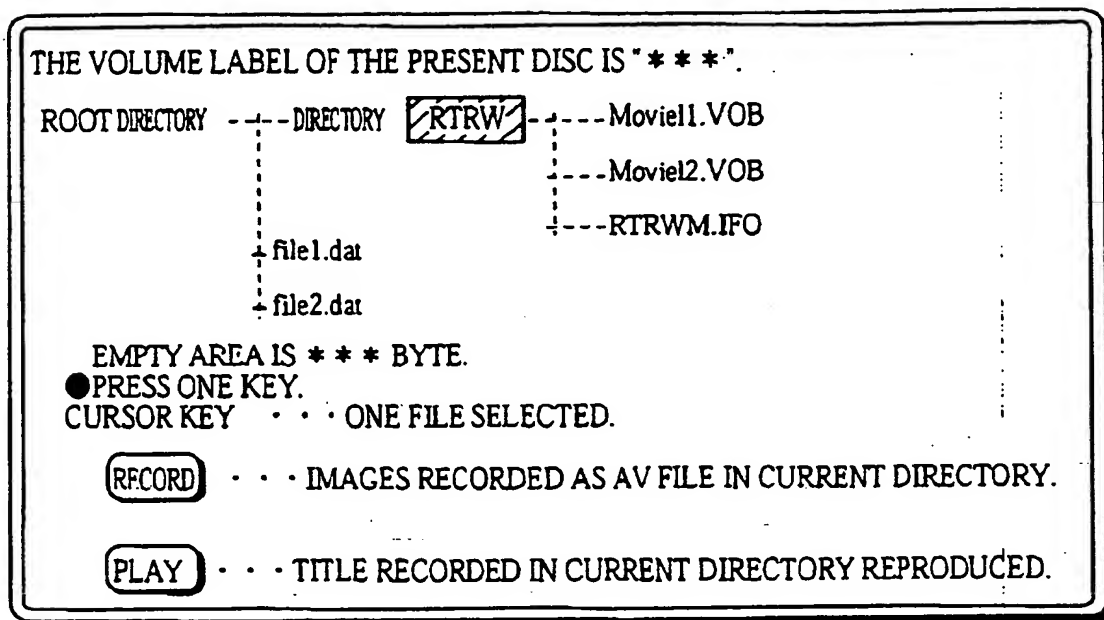 THE VOLUME LABEL OF THE PRESENT DISC IS "* * *".
ROOT DIRECTORY DIRECTORY RTRW Movie11.VOB
Movie12.VOB
RTRWM.IFO
file1.dat
file2.dat
EMPTY AREA IS * * * BYTE.
●PRESS ONE KEY.
CURSOR KEY · · · ONE FILE SELECTED.
RECORD · · · IMAGES RECORDED AS AV FILE IN CURRENT DIRECTORY.
PLAY · · · TITLE RECORDED IN CURRENT DIRECTORY REPRODUCED.